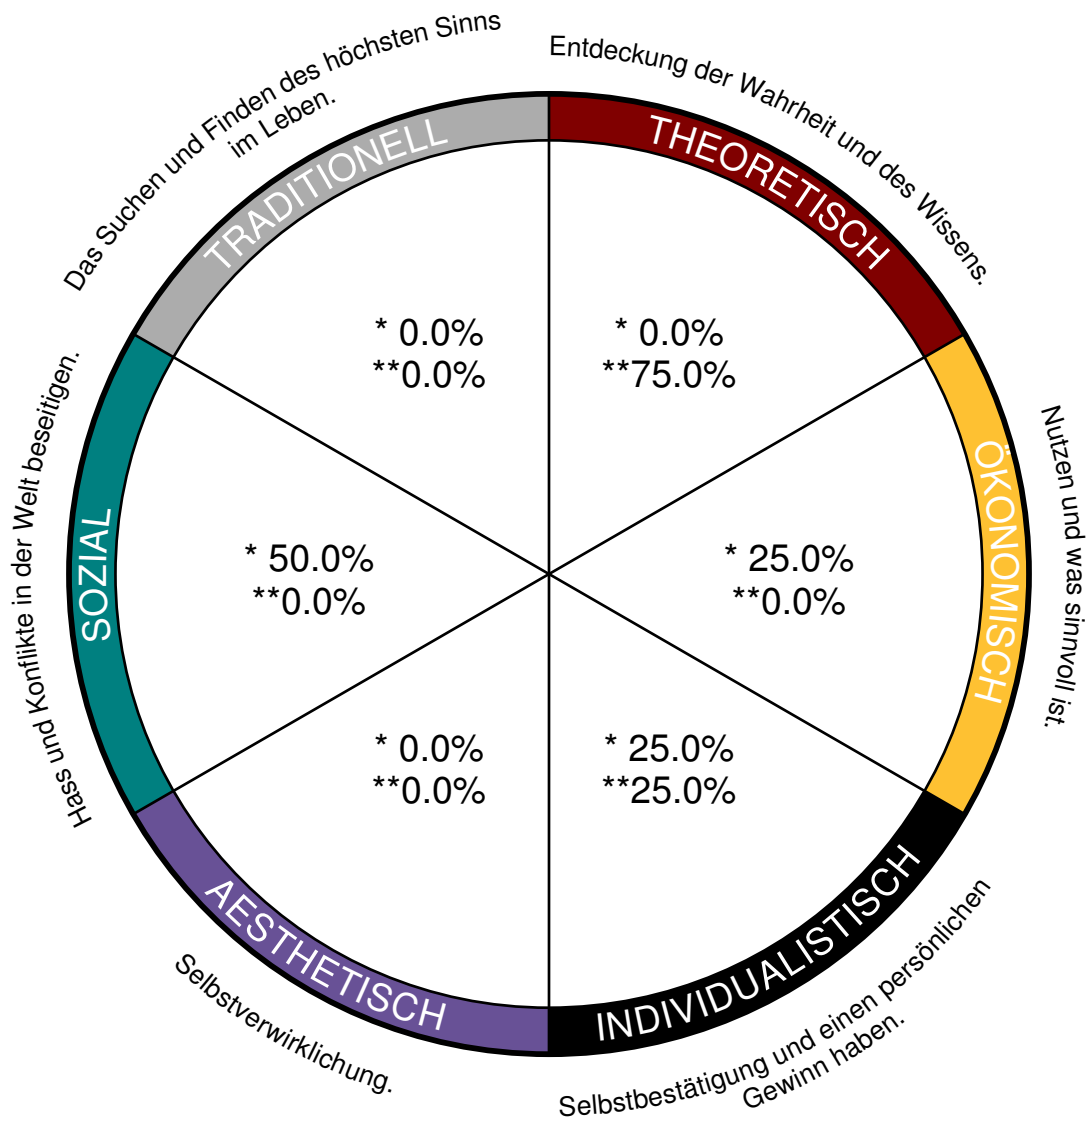 Das Suchen und Finden des höchsten Sinns
im Leben.
Entdeckung der Wahrheit und des Wissens.
TRADITIONELL
THEORETISCH
* 0.0%
**0.0%
* 0.0%
**75.0%
Hass und Konflikte in der Welt beseitigen.
SOZIAL
* 50.0%
**0.0%
* 25.0%
**0.0%
ÖKONOMISCH
Nutzen und was sinnvoll ist.
* 0.0%
**0.0%
* 25.0%
**25.0%
AESTHETISCH
INDIVIDUALISTISCH
Selbstverwirklichung.
Selbstbestätigung und einen persönlichen
Gewinn haben.